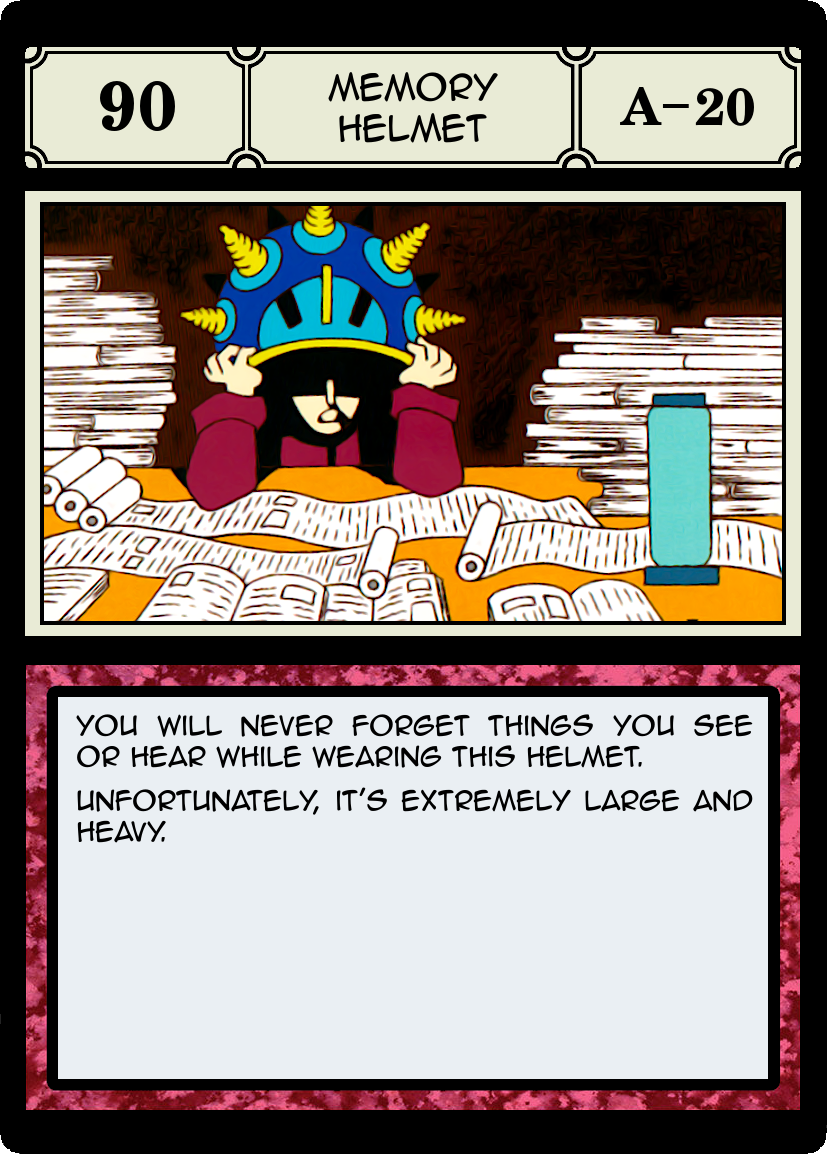 90
MEMORY
HELMET
A-20
YOU WILL NEVER FORGET THINGS YOU SEE
OR HEAR WHILE WEARING THIS HELMET.
UNFORTUNATELY, IT'S EXTREMELY LARGE AND
HEAVY.